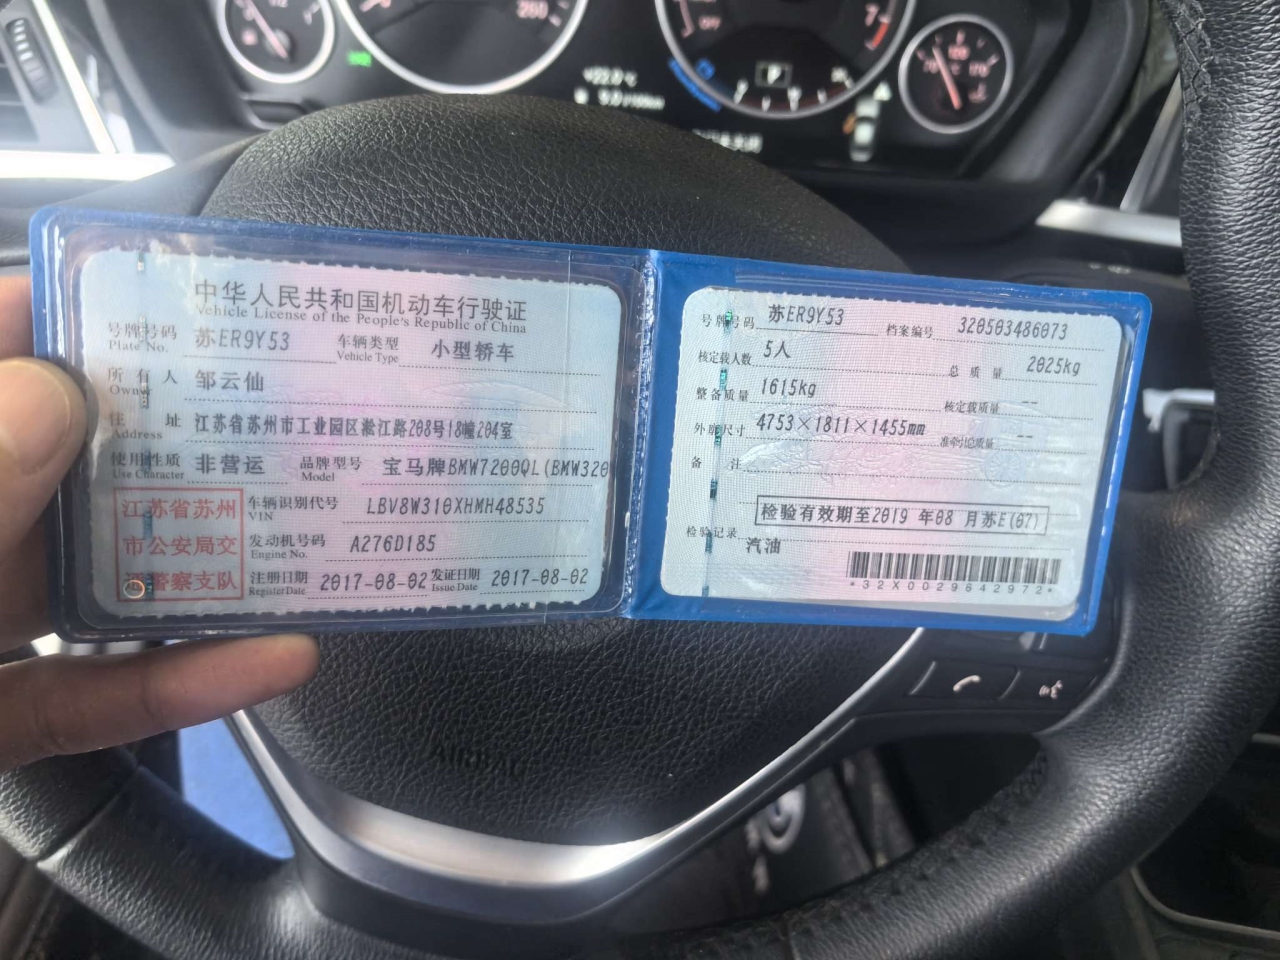 中华人民共和国机动车行驶证
Vehicle License of the People's Republic of China
号牌号码 苏ER9Y53 车辆类型 小型轿车
Plate No. Vehicle Type
所有人 邹云仙
Owner
住址 江苏省苏州市工业园区淞江路208号18幢204室
Address
使用性质 非营运 品牌型号 宝马牌BMW7200QL(BMW320
Use Character Model
江苏省苏州
市公安局交
通警察支队
车辆识别代号 LBV8W310XHMH48535
VIN
发动机号码 A276D185
Engine No.
注册日期 2017-08-02 发证日期 2017-08-02
Register Date Issue Date
号牌号码 苏ER9Y53 档案编号 320503486073
核定载人数 5人 总质量 2025kg
整备质量 1615kg 核定载质量 --
外廓尺寸 4753×1811×1455mm 准牵引总质量 --
备注
检验有效期至2019 年08 月苏E(07)
检验记录 汽油
*32X0029642972*